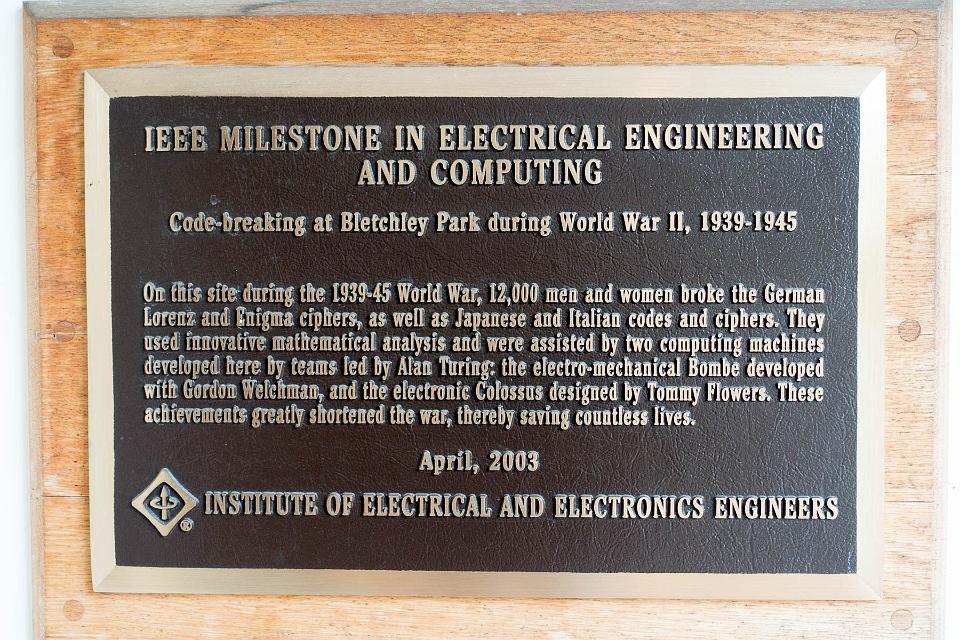 IEEE MILESTONE IN ELECTRICAL ENGINEERING
AND COMPUTING
Code-breaking at Bletchley Park during World War II, 1939-1945
On this site during the 1939-45 World War, 12,000 men and women broke the German
Lorenz and Enigma ciphers, as well as Japanese and Italian codes and ciphers. They
used innovative mathematical analysis and were assisted by two computing machines
developed here by teams led by Alan Turing: the electro-mechanical Bombe developed
with Gordon Welchman, and the electronic Colossus designed by Tommy Flowers. These
achievements greatly shortened the war, thereby saving countless lives.
April, 2003
® INSTITUTE OF ELECTRICAL AND ELECTRONICS ENGINEERS